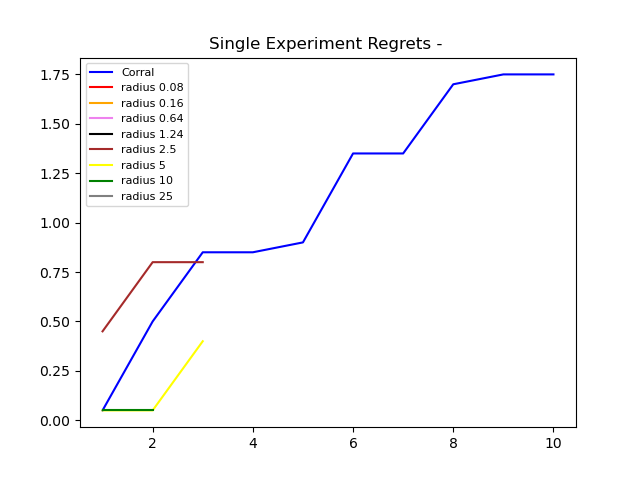 Single Experiment Regrets -
Corral
radius 0.08
radius 0.16
radius 0.64
radius 1.24
radius 2.5
radius 5
radius 10
radius 25
1.75
1.50
1.25
1.00
0.75
0.50
0.25
0.00
2 4 6 8 10